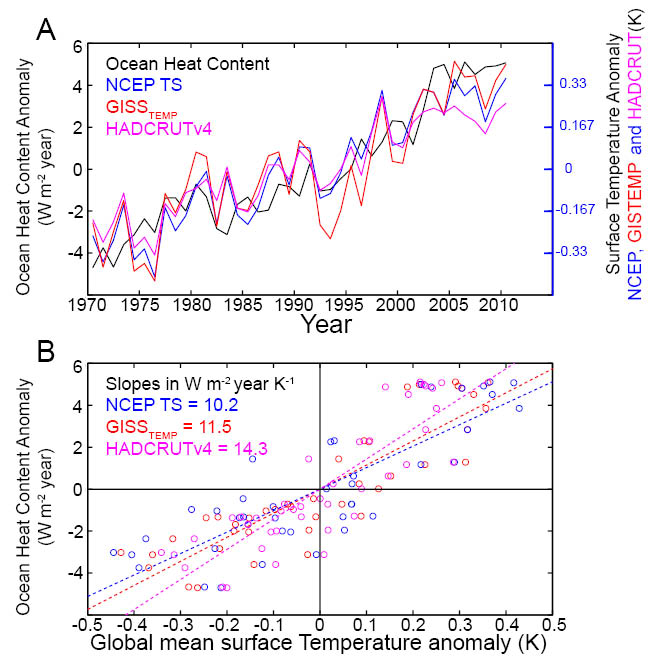 A
Ocean Heat Content Anomaly
(W m-2 year)
6
4
2
0
-2
-4
Ocean Heat Content
NCEP TS
GISSTEMP
HADCRUTv4
0.33
0.167
0
-0.167
-0.33
Surface Temperature Anomaly
NCEP, GISTEMP and HADCRUT(K)
1970 1975 1980 1985 1990 1995 2000 2005 2010
Year
B
Ocean Heat Content Anomaly
(W m-2 year)
6
4
2
0
-2
-4
Slopes in W m-2 year K-1
NCEP TS = 10.2
GISSTEMP = 11.5
HADCRUTv4 = 14.3
-0.5 -0.4 -0.3 -0.2 -0.1 0 0.1 0.2 0.3 0.4 0.5
Global mean surface Temperature anomaly (K)